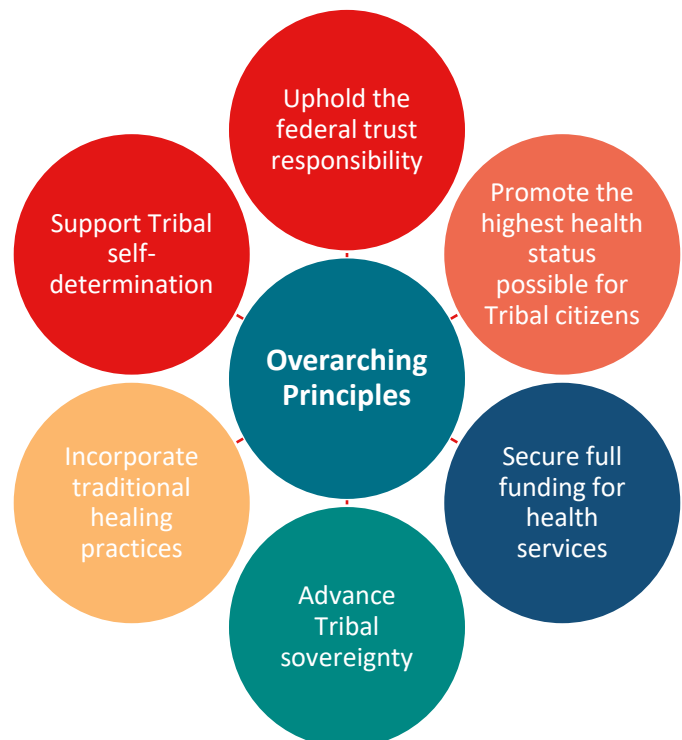 Uphold the
federal trust
responsibility
Promote the
highest health
status
possible for
Tribal citizens
Secure full
funding for
health
services
Advance
Tribal
sovereignty
Incorporate
traditional
healing
practices
Support Tribal
self-
determination
Overarching
Principles